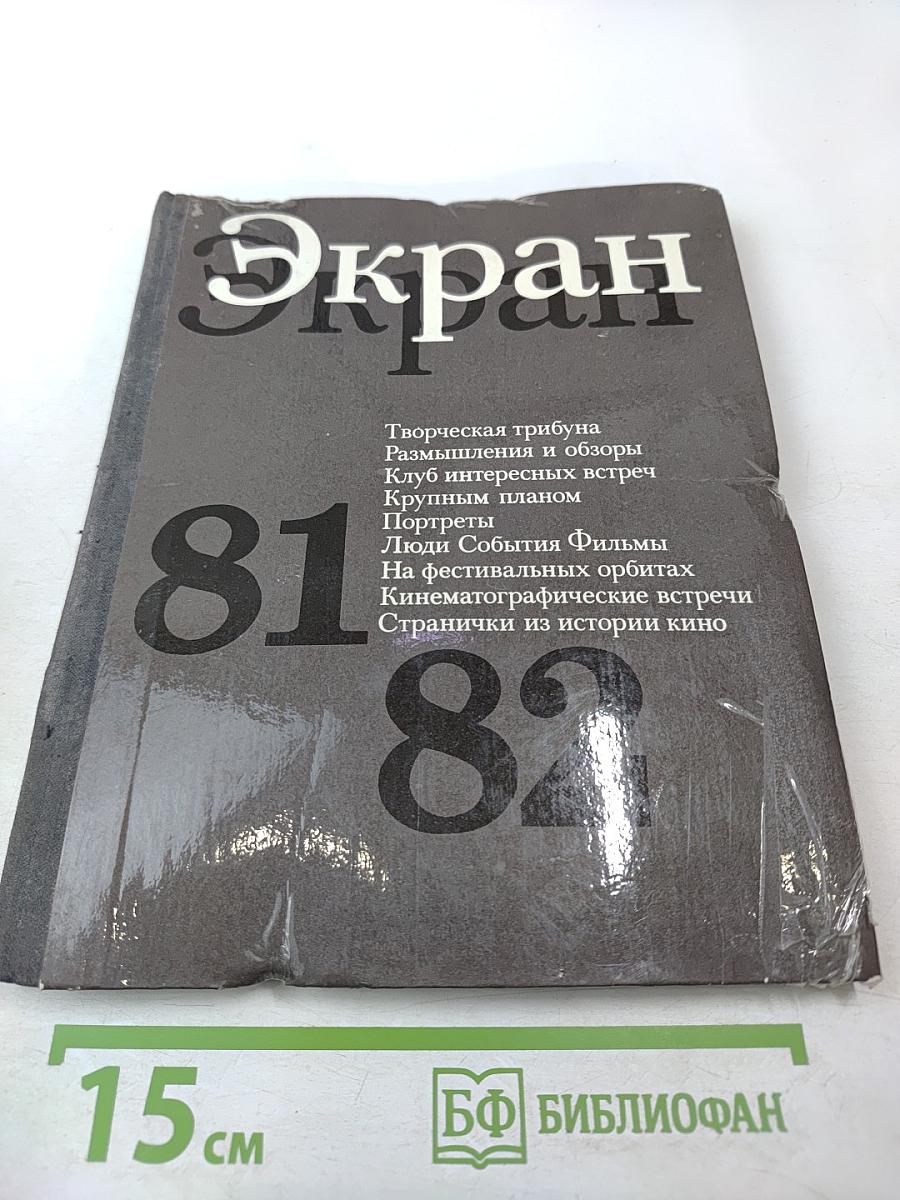 Экран
81
Творческая трибуна
Размышления и обзоры
Клуб интересных встреч
Крупным планом
Портреты
Люди События Фильмы
На фестивальных орбитах
Кинематографические встречи
Странички из истории кино
82
15 см
БФ БИБЛИОФАН